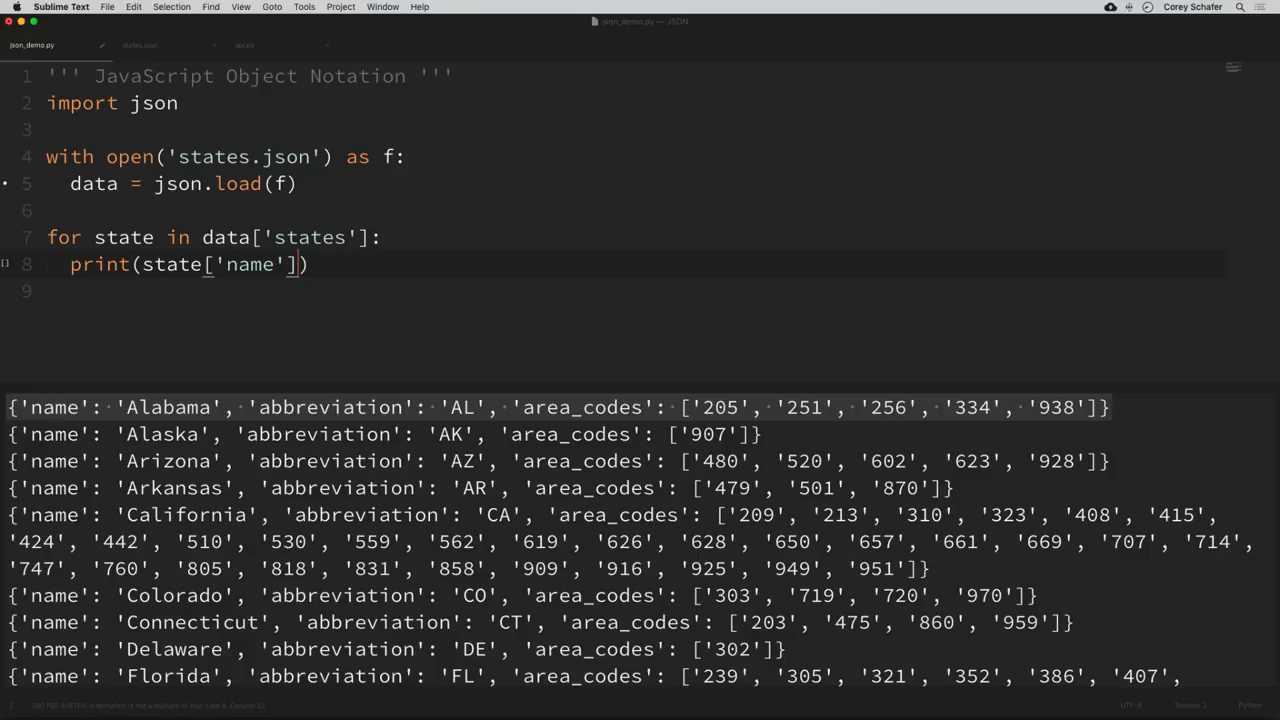 Sublime Text File Edit Selection Find View Goto Tools Project Window Help Corey Schafer
json_demo.py — JSON
json_demo.py states.json api.py
1 ''' JavaScript Object Notation '''
2 import json
3
4 with open('states.json') as f:
5   data = json.load(f)
6
7 for state in data['states']:
8   print(state['name'])
9
{'name': 'Alabama', 'abbreviation': 'AL', 'area_codes': ['205', '251', '256', '334', '938']}
{'name': 'Alaska', 'abbreviation': 'AK', 'area_codes': ['907']}
{'name': 'Arizona', 'abbreviation': 'AZ', 'area_codes': ['480', '520', '602', '623', '928']}
{'name': 'Arkansas', 'abbreviation': 'AR', 'area_codes': ['479', '501', '870']}
{'name': 'California', 'abbreviation': 'CA', 'area_codes': ['209', '213', '310', '323', '408', '415',
'424', '442', '510', '530', '559', '562', '619', '626', '628', '650', '657', '661', '669', '707', '714',
'747', '760', '805', '818', '831', '858', '909', '916', '925', '949', '951']}
{'name': 'Colorado', 'abbreviation': 'CO', 'area_codes': ['303', '719', '720', '970']}
{'name': 'Connecticut', 'abbreviation': 'CT', 'area_codes': ['203', '475', '860', '959']}
{'name': 'Delaware', 'abbreviation': 'DE', 'area_codes': ['302']}
{'name': 'Florida', 'abbreviation': 'FL', 'area_codes': ['239', '305', '321', '352', '386', '407',
UTF-8 Spaces: 2 Python